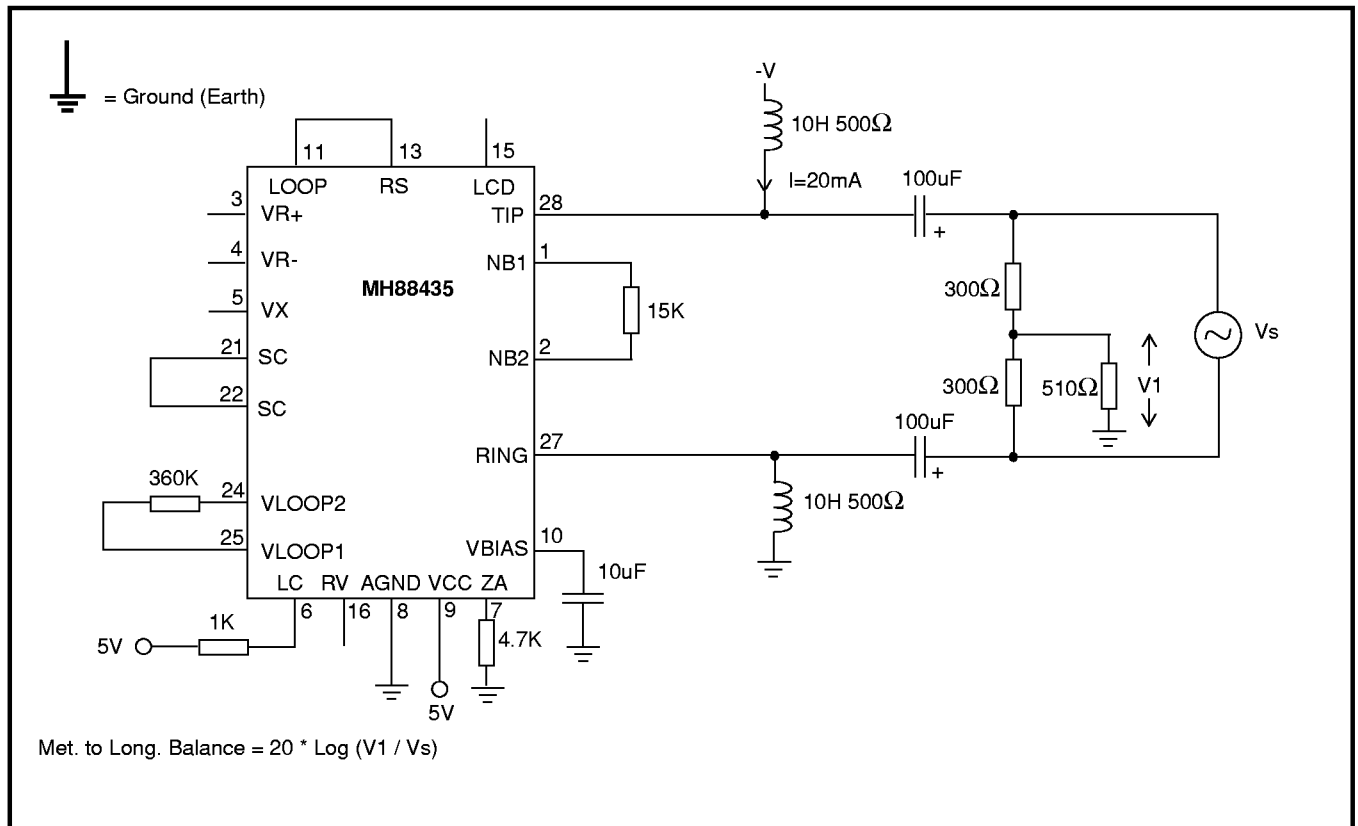 -V
= Ground (Earth)
10H 500Ω
11
13
15
I=20mA
100uF
LOOP
RS
LCD
3
VR+
TIP
28
+
4
VR-
NB1
1
MH88435
300Ω
5
VX
15K
Vs
21
SC
NB2
2
300Ω
510Ω
V1
22
SC
100uF
RING
27
+
360K
24
VLOOP2
10H 500Ω
25
VLOOP1
VBIAS
10
10uF
LC
RV
AGND
VCC
ZA
6
16
8
9
7
1K
4.7K
5V
5V
Met. to Long. Balance = 20 * Log (V1 / Vs)